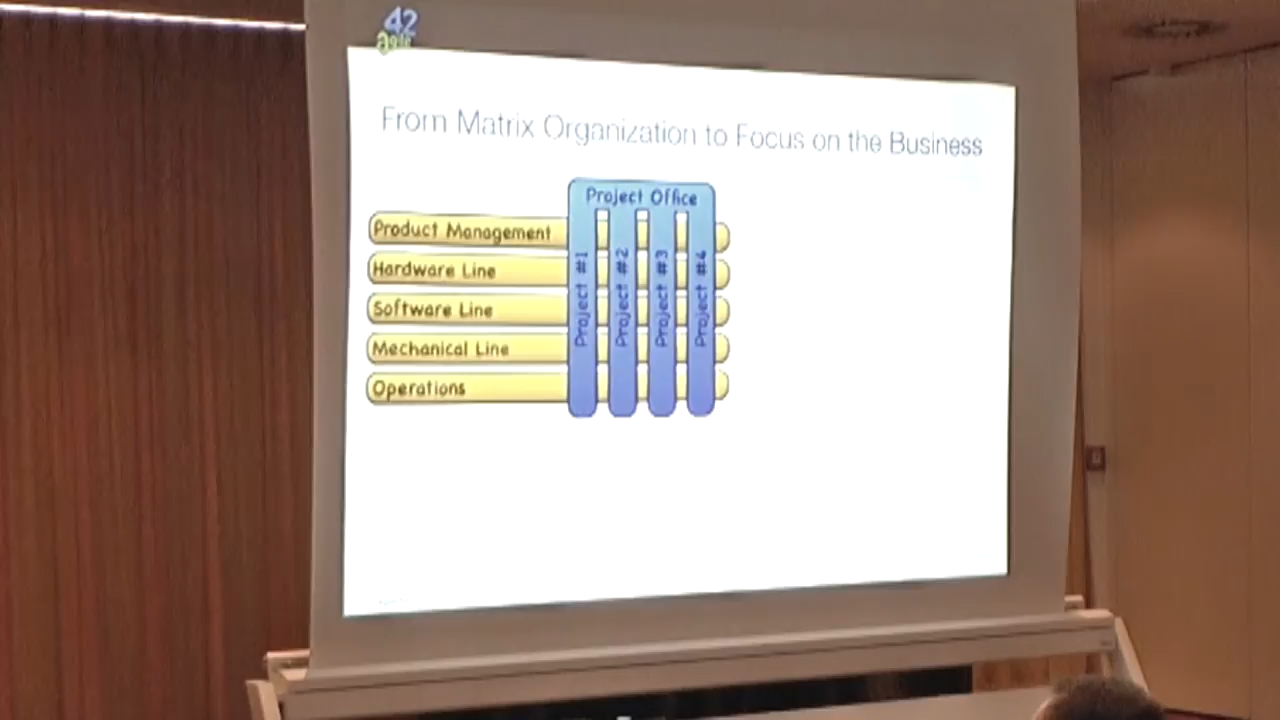 42
agile
From Matrix Organization to Focus on the Business
Project Office
Product Management
Hardware Line
Software Line
Mechanical Line
Operations
Project #1
Project #2
Project #3
Project #4